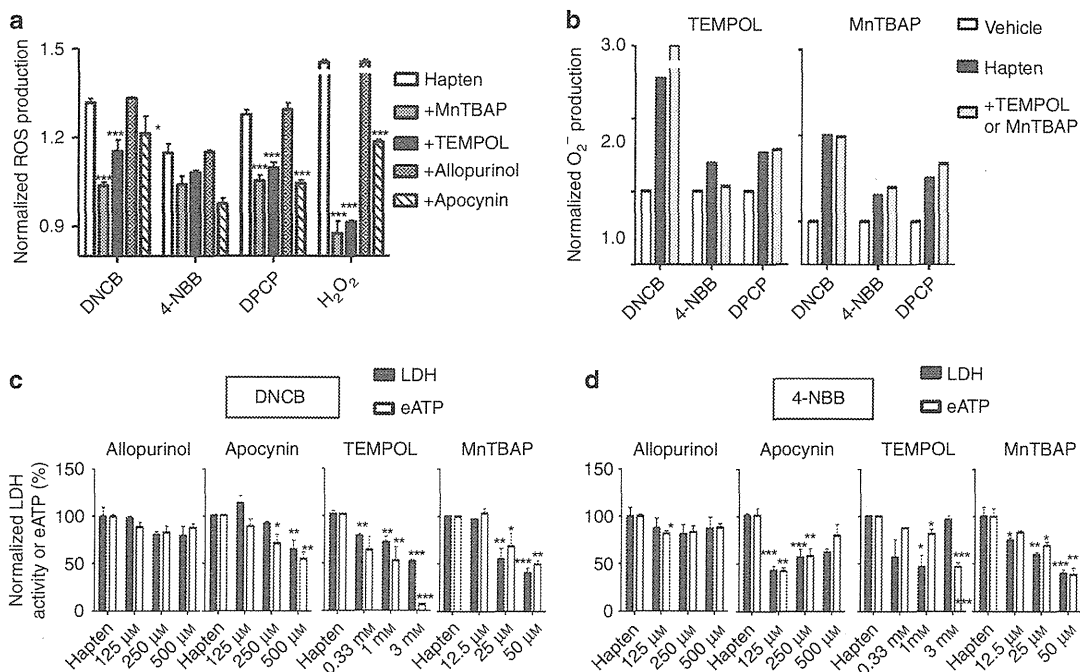 a
Normalized ROS production
1.5
1.2
0.9
*** *** *
*** *** ***
*** *** ***
DNCB 4-NBB DPCP H2O2
Hapten
+MnTBAP
+TEMPOL
+Allopurinol
+Apocynin
b
TEMPOL MnTBAP
Normalized O2− production
3.0
2.0
1.0
DNCB 4-NBB DPCP DNCB 4-NBB DPCP
Vehicle
Hapten
+TEMPOL
or MnTBAP
c
DNCB
LDH
eATP
Allopurinol Apocynin TEMPOL MnTBAP
Normalized LDH
activity or eATP (%)
150
100
50
0
* ** **
** ** ** *** ***
** * *** **
Hapten 125 μM 250 μM 500 μM Hapten 125 μM 250 μM 500 μM Hapten 0.33 mM 1 mM 3 mM Hapten 12.5 μM 25 μM 50 μM
d
4-NBB
LDH
eATP
Allopurinol Apocynin TEMPOL MnTBAP
150
100
50
0
*
*** ** *** **
* * *** ***
* ** * *** **
Hapten 125 μM 250 μM 500 μM Hapten 125 μM 250 μM 500 μM Hapten 0.33 mM 1 mM 3 mM Hapten 12.5 μM 25 μM 50 μM